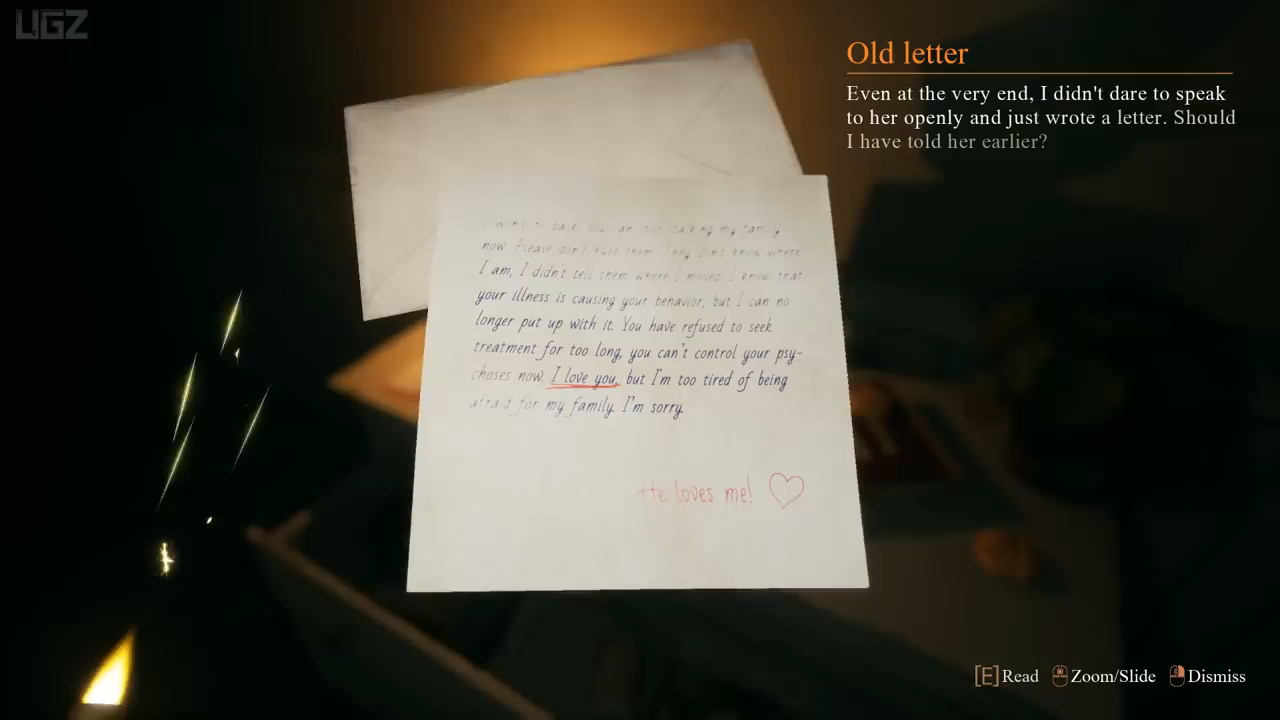 UGZ
Old letter
Even at the very end, I didn't dare to speak
to her openly and just wrote a letter. Should
I have told her earlier?
my family
now. Please don't hurt them. They don't know where
I am, I didn't tell them where I moved. I know that
your illness is causing your behavior, but I can no
longer put up with it. You have refused to seek
treatment for too long, you can't control your psy-
choses now. I love you, but I'm too tired of being
afraid for my family. I'm sorry.
He loves me!
[E] Read Zoom/Slide Dismiss